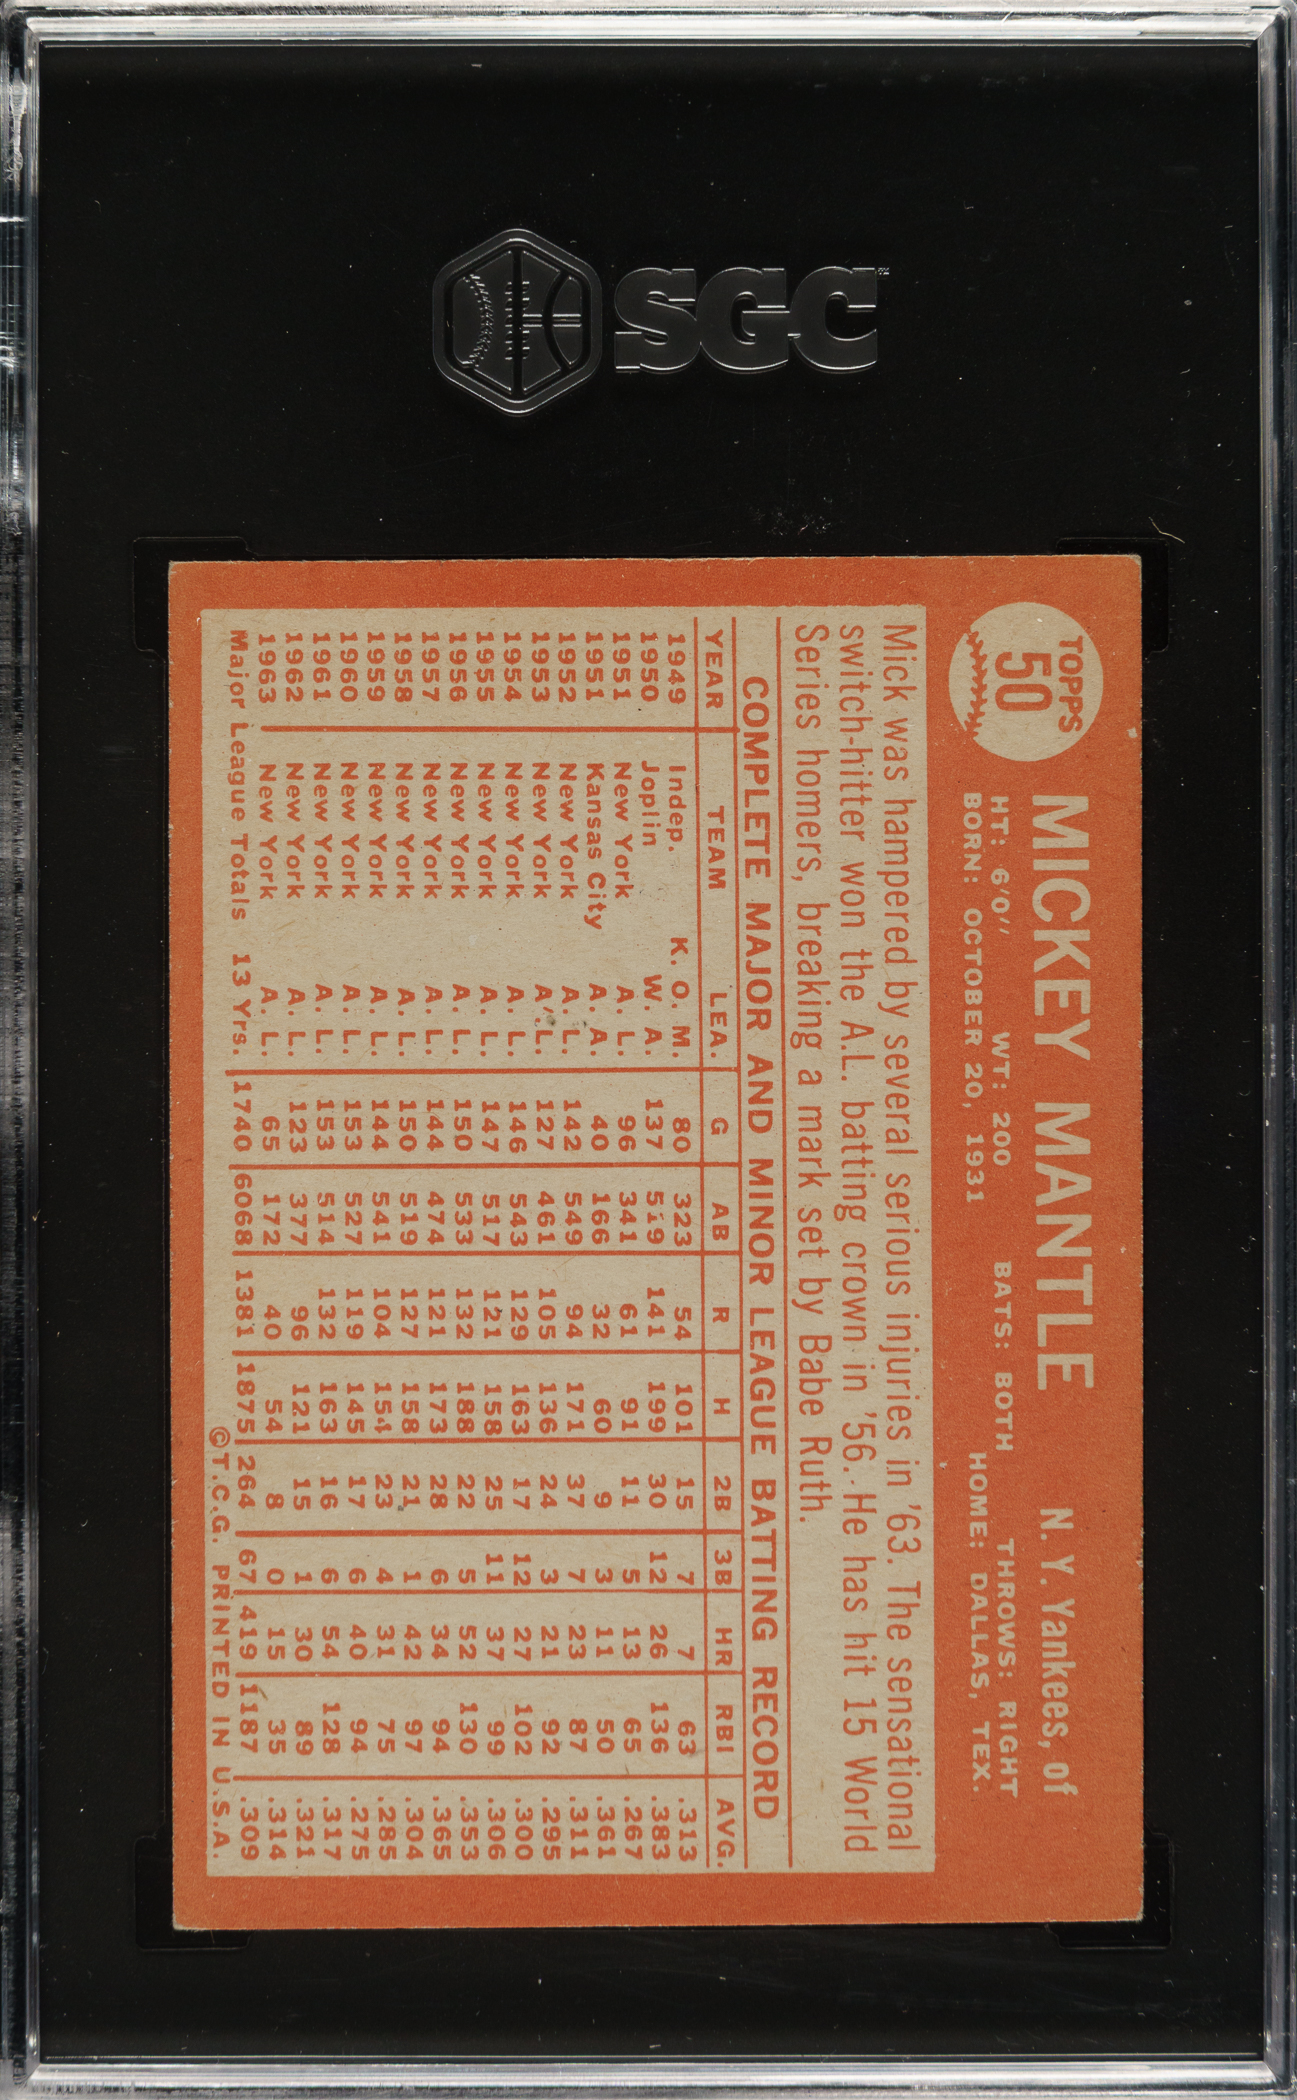 SGC
TOPPS
50
MICKEY MANTLE N. Y. Yankees, of
HT: 6'0" WT: 200 BATS: BOTH THROWS: RIGHT
BORN: OCTOBER 20, 1931 HOME: DALLAS, TEX.
Mick was hampered by several serious injuries in '63. The sensational
switch-hitter won the A.L. batting crown in '56. He has hit 15 World
Series homers, breaking a mark set by Babe Ruth.
COMPLETE MAJOR AND MINOR LEAGUE BATTING RECORD
YEAR TEAM LEA. G AB R H 2B 3B HR RBI AVG.
1949 Indep. K. O. M. 80 323 54 101 15 7 7 63 .313
1950 Joplin W. A. 137 519 141 199 30 12 26 136 .383
1951 New York A. L. 96 341 61 91 11 5 13 65 .267
1951 Kansas City A. A. 40 166 32 60 9 3 11 50 .361
1952 New York A. L. 142 549 94 171 37 7 23 87 .311
1953 New York A. L. 127 461 105 136 24 3 21 92 .295
1954 New York A. L. 146 543 129 163 17 12 27 102 .300
1955 New York A. L. 147 517 121 158 25 11 37 99 .306
1956 New York A. L. 150 533 132 188 22 5 52 130 .353
1957 New York A. L. 144 474 121 173 28 6 34 94 .365
1958 New York A. L. 150 519 127 158 21 1 42 97 .304
1959 New York A. L. 144 541 104 154 23 4 31 75 .285
1960 New York A. L. 153 527 119 145 17 6 40 94 .275
1961 New York A. L. 153 514 132 163 16 6 54 128 .317
1962 New York A. L. 123 377 96 121 15 1 30 89 .321
1963 New York A. L. 65 172 40 54 8 0 15 35 .314
Major League Totals 13 Yrs. 1740 6068 1381 1875 264 67 419 1187 .309
©T.C.G. PRINTED IN U.S.A.